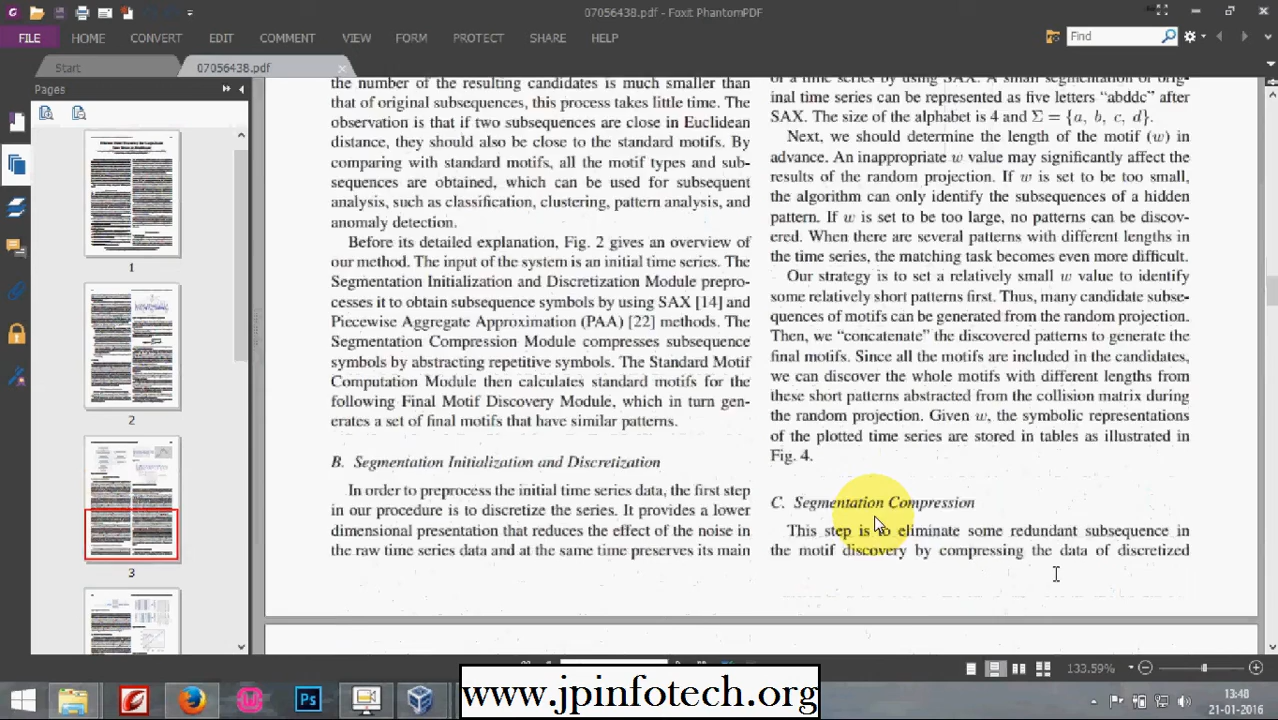 07056438.pdf - Foxit PhantomPDF
FILE HOME CONVERT EDIT COMMENT VIEW FORM PROTECT SHARE HELP
Find
Start
07056438.pdf
Pages
1
2
3
the number of the resulting candidates is much smaller than
that of original subsequences, this process takes little time. The
observation is that if two subsequences are close in Euclidean
distance, they should also be close to the standard motifs. By
comparing with standard motifs, all the motif types and sub-
sequences are obtained, which can be used for subsequent
analysis, such as classification, clustering, pattern analysis, and
anomaly detection.
Before its detailed explanation, Fig. 2 gives an overview of
our method. The input of the system is an initial time series. The
Segmentation Initialization and Discretization Module prepro-
cesses it to obtain subsequence symbols by using SAX [14] and
Piecewise Aggregate Approximation (PAA) [22] methods. The
Segmentation Compression Module compresses subsequence
symbols by abstracting repetitive symbols. The Standard Motif
Computation Module then calculates standard motifs for the
following Final Motif Discovery Module, which in turn gen-
erates a set of final motifs that have similar patterns.
B. Segmentation Initialization and Discretization
In order to preprocess the initial time series data, the first step
in our procedure is to discretize the series. It provides a lower
dimensional presentation that reduces the effect of the noise in
the raw time series data and at the same time preserves its main
of a time series by using SAX. A small segmentation of orig-
inal time series can be represented as five letters “abddc” after
SAX. The size of the alphabet is 4 and Σ = {a, b, c, d}.
Next, we should determine the length of the motif (w) in
advance. An inappropriate w value may significantly affect the
results of the random projection. If w is set to be too small,
the algorithm can only identify the subsequences of a hidden
pattern. If w is set to be too large, no patterns can be discov-
ered. When there are several patterns with different lengths in
the time series, the matching task becomes even more difficult.
Our strategy is to set a relatively small w value to identify
some relatively short patterns first. Thus, many candidate subse-
quences of motifs can be generated from the random projection.
Then, we “concatenate” the discovered patterns to generate the
final motifs. Since all the motifs are included in the candidates,
we can recover the whole motifs with different lengths from
these short patterns abstracted from the collision matrix during
the random projection. Given w, the symbolic representations
of the plotted time series are stored in tables as illustrated in
Fig. 4.
C. Segmentation Compression
This step is to eliminate some redundant subsequence in
the motif discovery by compressing the data of discretized
133.59%
www.jpinfotech.org
Ps
13:48
21-01-2016